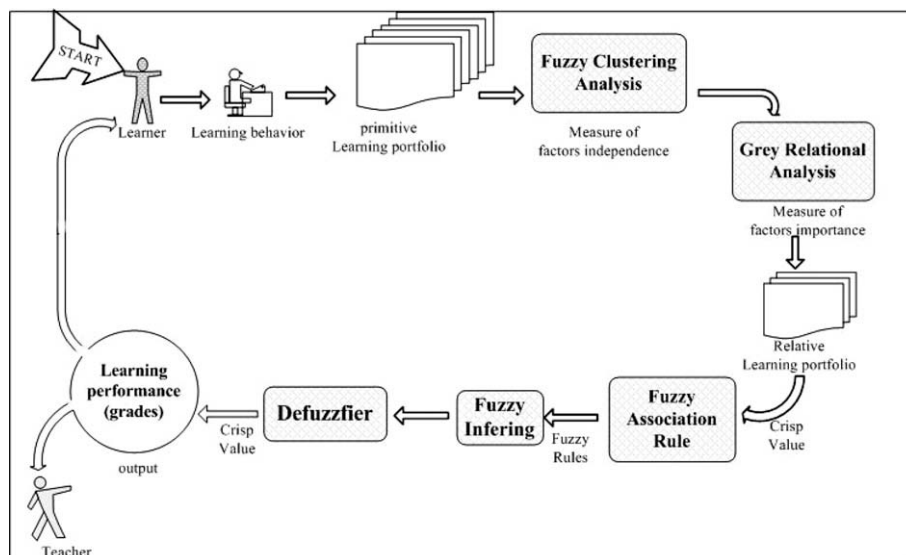 START
Learner
Learning behavior
primitive
Learning portfolio
Fuzzy Clustering
Analysis
Measure of
factors independence
Grey Relational
Analysis
Measure of
factors importance
Relative
Learning portfolio
Crisp
Value
Fuzzy
Association
Rule
Fuzzy
Rules
Fuzzy
Infering
Defuzzfier
Crisp
Value
Learning
performance
(grades)
output
Teacher